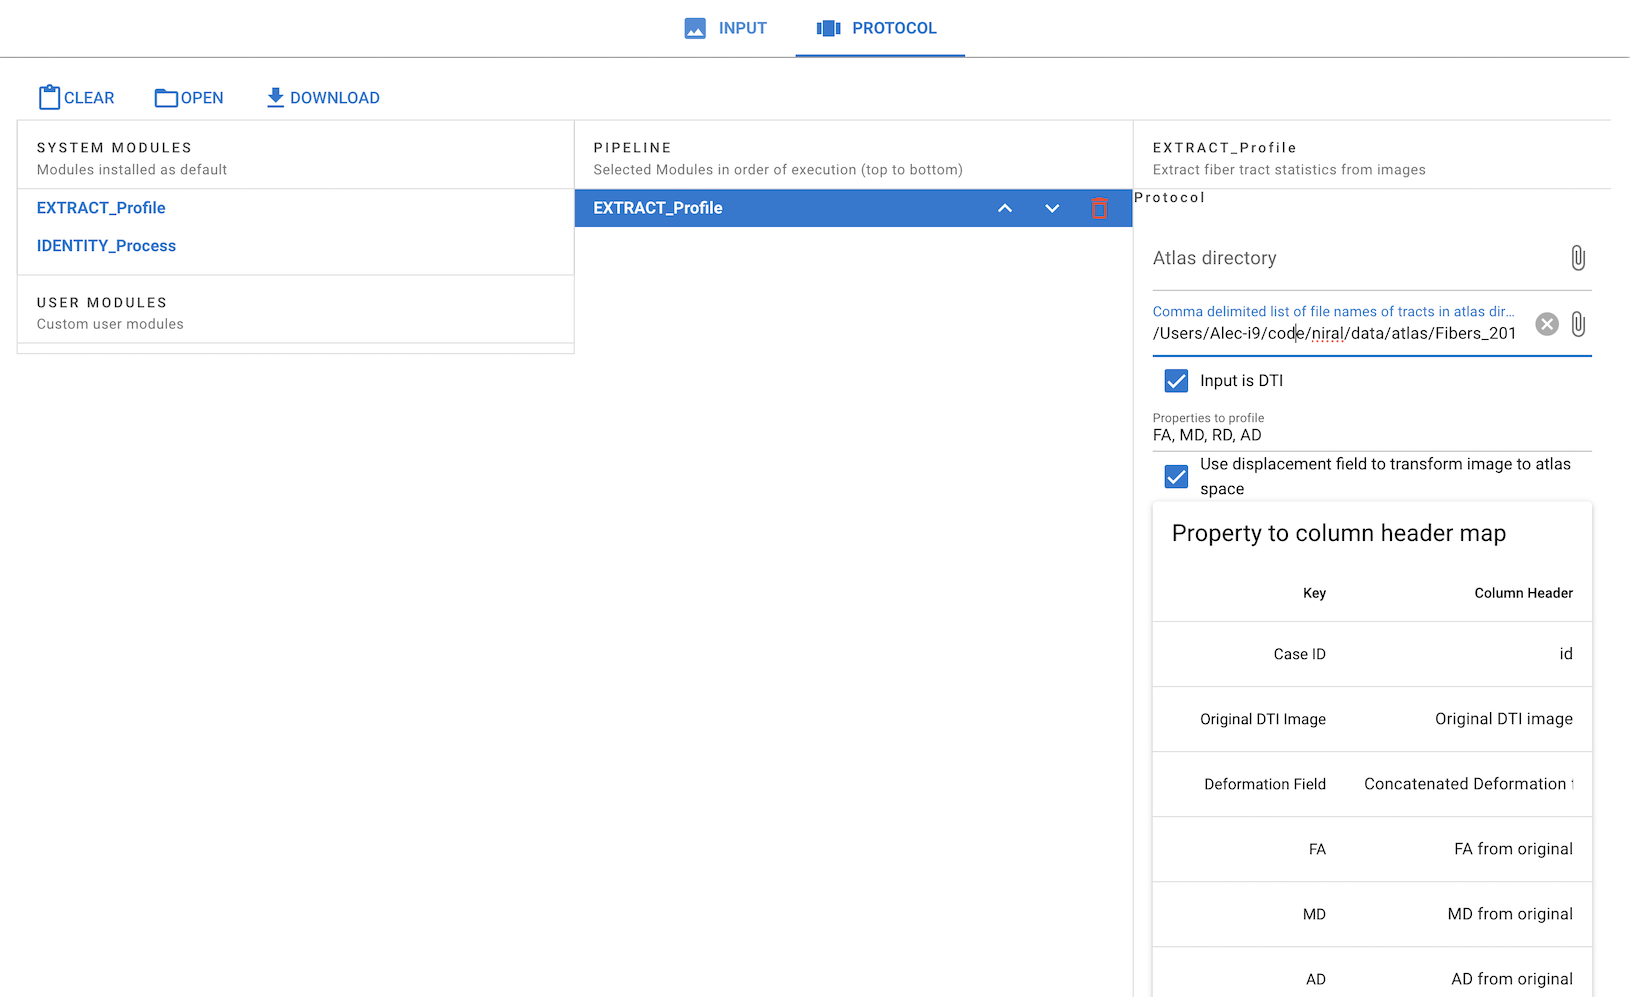 INPUT
PROTOCOL
CLEAR
OPEN
DOWNLOAD
SYSTEM MODULES
Modules installed as default
EXTRACT_Profile
IDENTITY_Process
USER MODULES
Custom user modules
PIPELINE
Selected Modules in order of execution (top to bottom)
EXTRACT_Profile
EXTRACT_Profile
Extract fiber tract statistics from images
Protocol
Atlas directory
Comma delimited list of file names of tracts in atlas dir...
/Users/Alec-i9/code/niral/data/atlas/Fibers_201
Input is DTI
Properties to profile
FA, MD, RD, AD
Use displacement field to transform image to atlas
space
Property to column header map
Key Column Header
Case ID id
Original DTI Image Original DTI image
Deformation Field Concatenated Deformation
FA FA from original
MD MD from original
AD AD from original